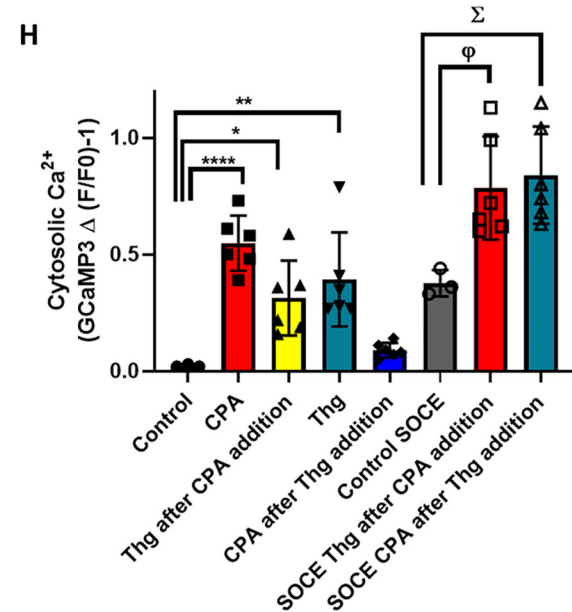 H
Σ
φ
**
*
****
Cytosolic Ca²⁺
(GCaMP3 Δ (F/F0)-1)
1.0
0.5
0.0
Control
CPA
Thg after CPA addition
Thg
CPA after Thg addition
Control SOCE
SOCE Thg after CPA addition
SOCE CPA after Thg addition